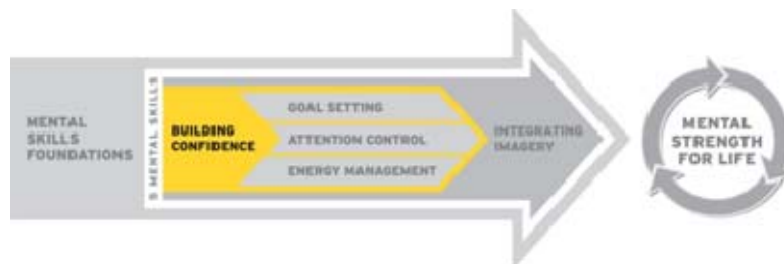 MENTAL
SKILLS
FOUNDATIONS
5 MENTAL SKILLS
BUILDING
CONFIDENCE
GOAL SETTING
ATTENTION CONTROL
ENERGY MANAGEMENT
INTEGRATING
IMAGERY
MENTAL
STRENGTH
FOR LIFE